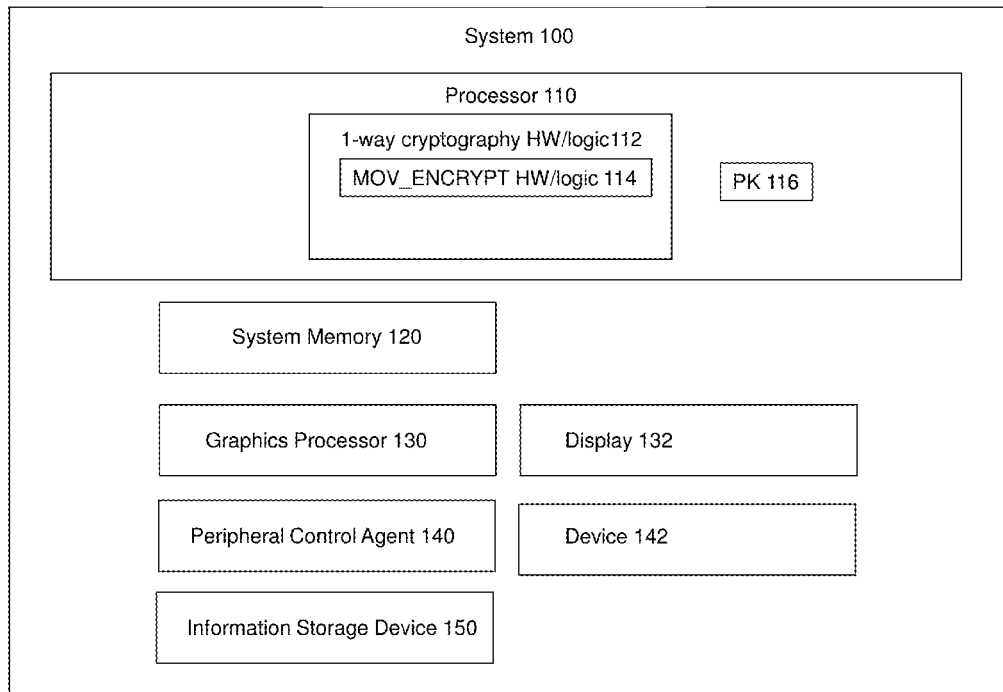 System 100
Processor 110
1-way cryptography HW/logic112
MOV_ENCRYPT HW/logic 114
PK 116
System Memory 120
Graphics Processor 130
Display 132
Peripheral Control Agent 140
Device 142
Information Storage Device 150